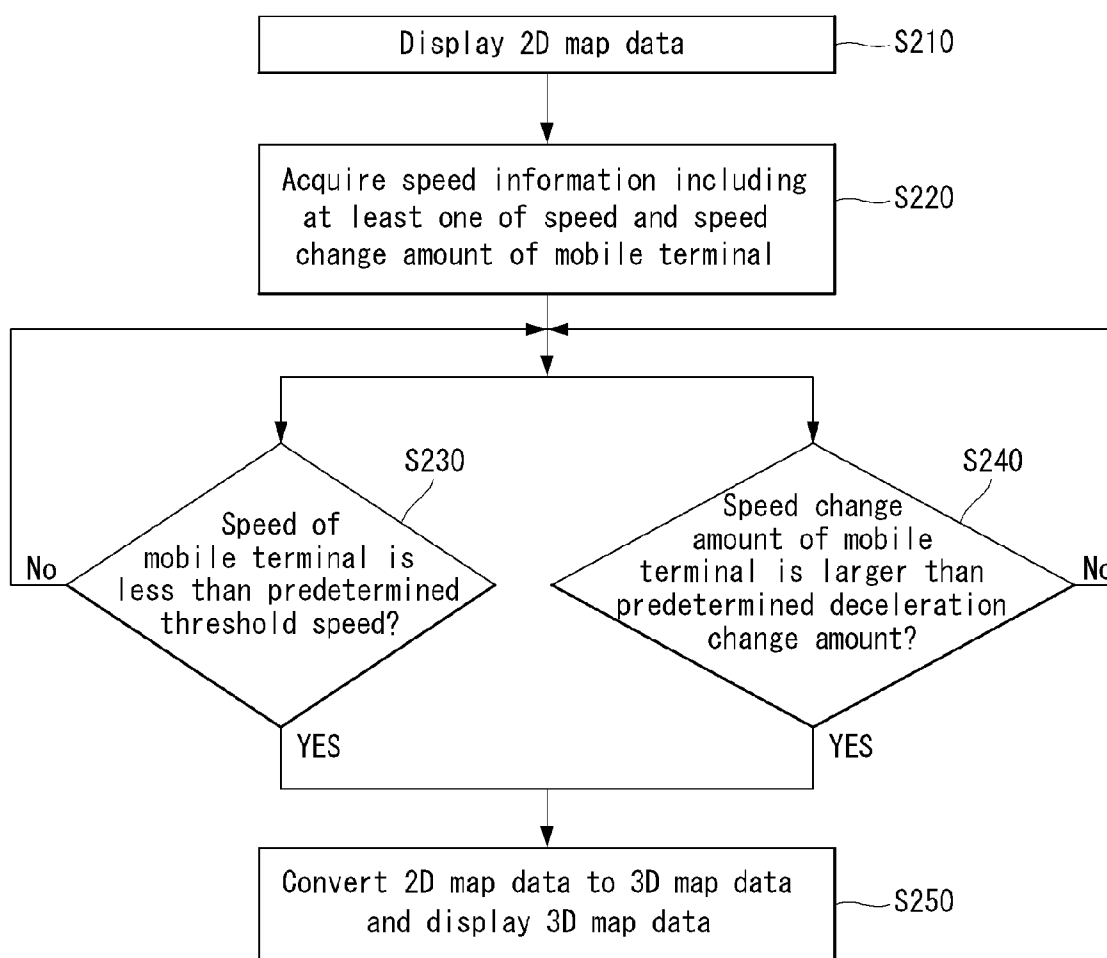 Display 2D map data
S210
Acquire speed information including
at least one of speed and speed
change amount of mobile terminal
S220
S230
Speed of
mobile terminal is
less than predetermined
threshold speed?
No
YES
S240
Speed change
amount of mobile
terminal is larger than
predetermined deceleration
change amount?
No
YES
Convert 2D map data to 3D map data
and display 3D map data
S250